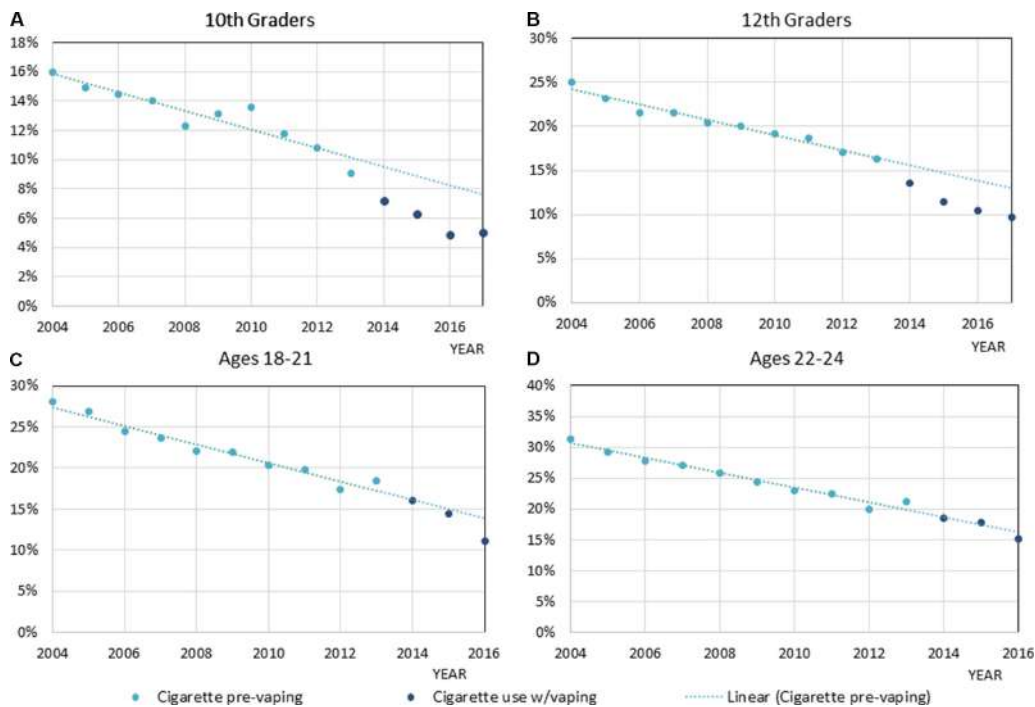 A
10th Graders
18%
16%
14%
12%
10%
8%
6%
4%
2%
0%
2004 2006 2008 2010 2012 2014 2016
YEAR
B
12th Graders
30%
25%
20%
15%
10%
5%
0%
2004 2006 2008 2010 2012 2014 2016
YEAR
C
Ages 18-21
30%
25%
20%
15%
10%
5%
0%
2004 2006 2008 2010 2012 2014 2016
YEAR
D
Ages 22-24
40%
35%
30%
25%
20%
15%
10%
5%
0%
2004 2006 2008 2010 2012 2014 2016
YEAR
Cigarette pre-vaping Cigarette use w/vaping Linear (Cigarette pre-vaping)